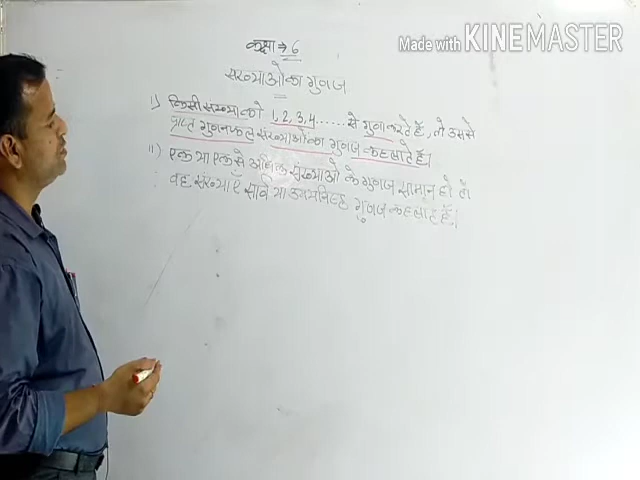 Made with KINEMASTER
कक्षा → 6
संख्याओ का गुणज
i) किसी संख्या को 1, 2, 3, 4 ...... से गुणा करते हैं, तो उससे
प्राप्त गुणनफल संख्याओ का गुणज कहलाते हैं।
ii) एक या एक से अधिक संख्याओ के गुणज सामान हो तो
वह संख्याएँ सार्व या गुणज कहलाते हैं।